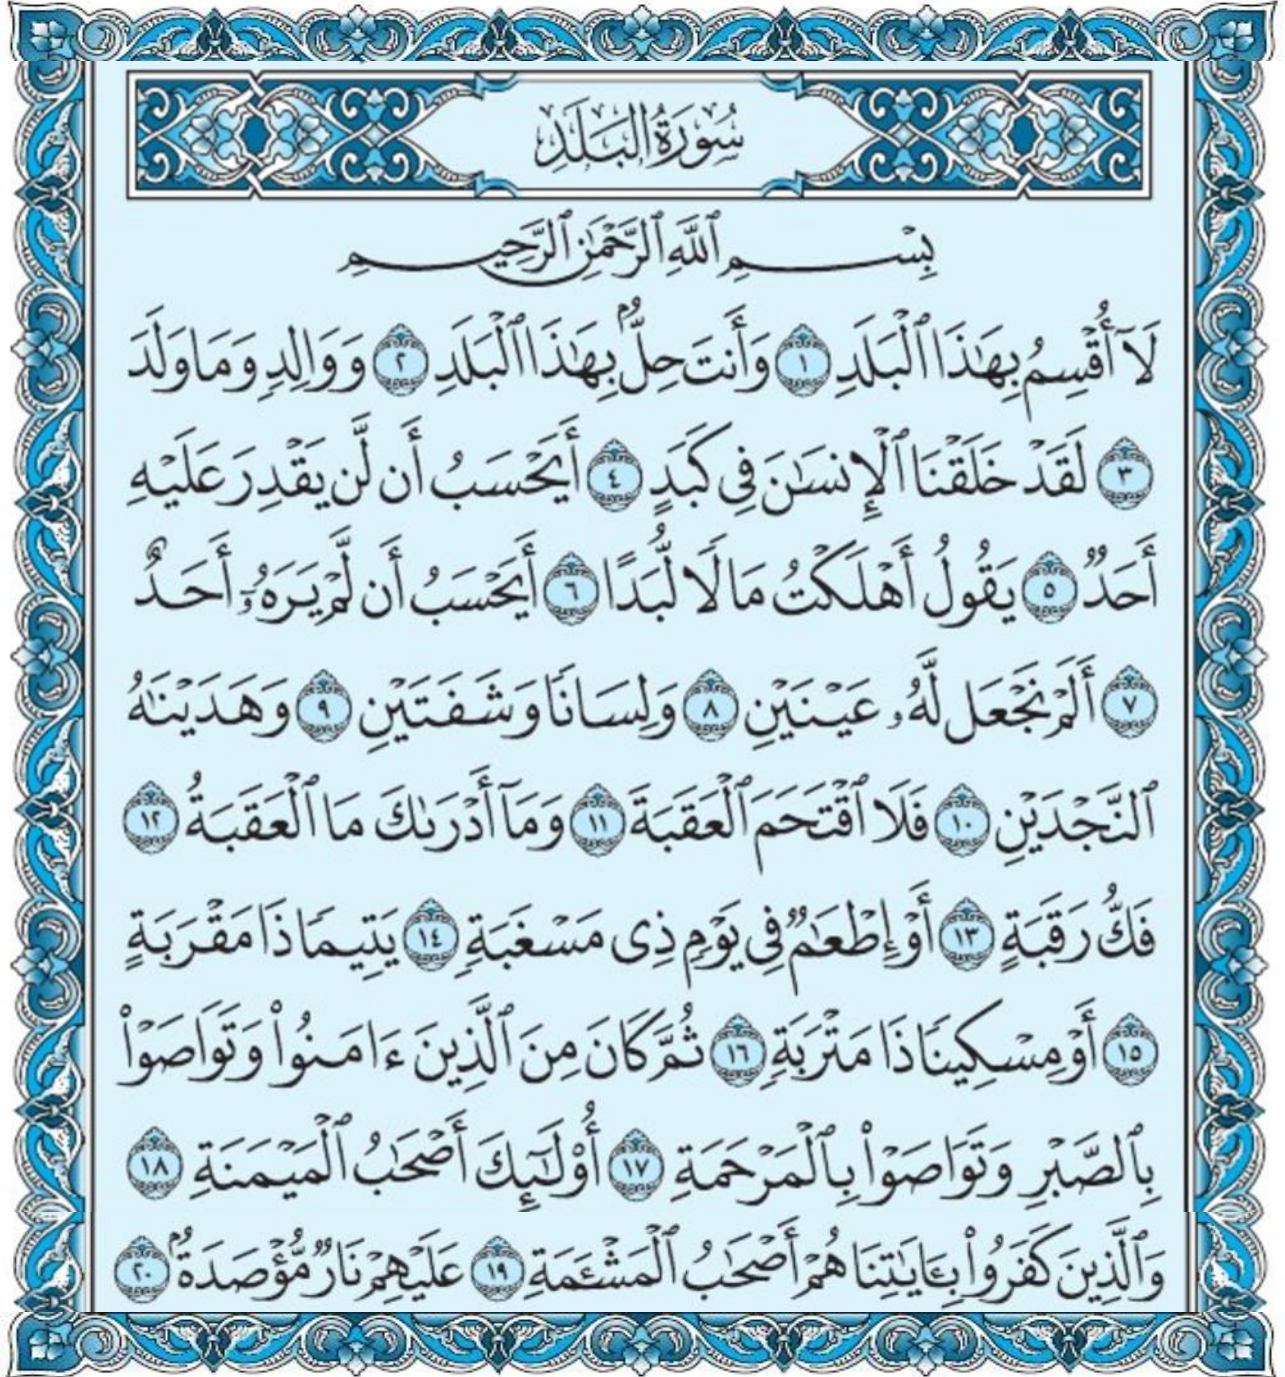 سُورَةُ الْبَلَدِ
بِسْمِ ٱللَّهِ ٱلرَّحْمَٰنِ ٱلرَّحِيمِ
لَآ أُقْسِمُ بِهَٰذَا ٱلْبَلَدِ ١ وَأَنتَ حِلٌّۢ بِهَٰذَا ٱلْبَلَدِ ٢ وَوَالِدٍ وَمَا وَلَدَ
٣ لَقَدْ خَلَقْنَا ٱلْإِنسَٰنَ فِى كَبَدٍ ٤ أَيَحْسَبُ أَن لَّن يَقْدِرَ عَلَيْهِ
أَحَدٌ ٥ يَقُولُ أَهْلَكْتُ مَالًا لُّبَدًا ٦ أَيَحْسَبُ أَن لَّمْ يَرَهُۥٓ أَحَدٌ
٧ أَلَمْ نَجْعَل لَّهُۥ عَيْنَيْنِ ٨ وَلِسَانًا وَشَفَتَيْنِ ٩ وَهَدَيْنَٰهُ
ٱلنَّجْدَيْنِ ١٠ فَلَا ٱقْتَحَمَ ٱلْعَقَبَةَ ١١ وَمَآ أَدْرَىٰكَ مَا ٱلْعَقَبَةُ ١٢
فَكُّ رَقَبَةٍ ١٣ أَوْ إِطْعَٰمٌ فِى يَوْمٍ ذِى مَسْغَبَةٍ ١٤ يَتِيمًا ذَا مَقْرَبَةٍ
١٥ أَوْ مِسْكِينًا ذَا مَتْرَبَةٍ ١٦ ثُمَّ كَانَ مِنَ ٱلَّذِينَ ءَامَنُوا۟ وَتَوَاصَوْا۟
بِٱلصَّبْرِ وَتَوَاصَوْا۟ بِٱلْمَرْحَمَةِ ١٧ أُو۟لَٰٓئِكَ أَصْحَٰبُ ٱلْمَيْمَنَةِ ١٨
وَٱلَّذِينَ كَفَرُوا۟ بِـَٔايَٰتِنَا هُمْ أَصْحَٰبُ ٱلْمَشْـَٔمَةِ ١٩ عَلَيْهِمْ نَارٌ مُّؤْصَدَةٌۢ ٢٠